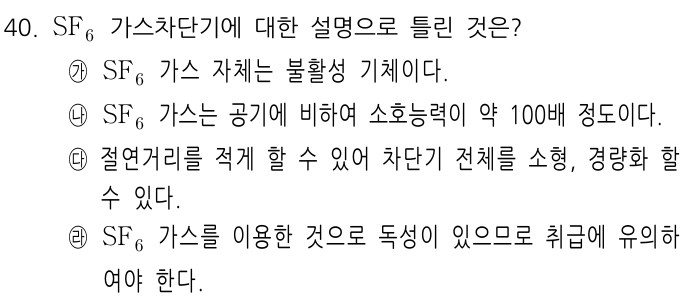 40. SF₆ 가스차단기에 대한 설명으로 틀린 것은?
㉮ SF₆ 가스 자체는 불활성 기체이다.
㉯ SF₆ 가스는 공기에 비하여 소호능력이 약 100배 정도이다.
㉰ 절연거리를 적게 할 수 있어 차단기 전체를 소형, 경량화 할
수 있다.
㉱ SF₆ 가스를 이용한 것으로 독성이 있으므로 취급에 유의하
여야 한다.